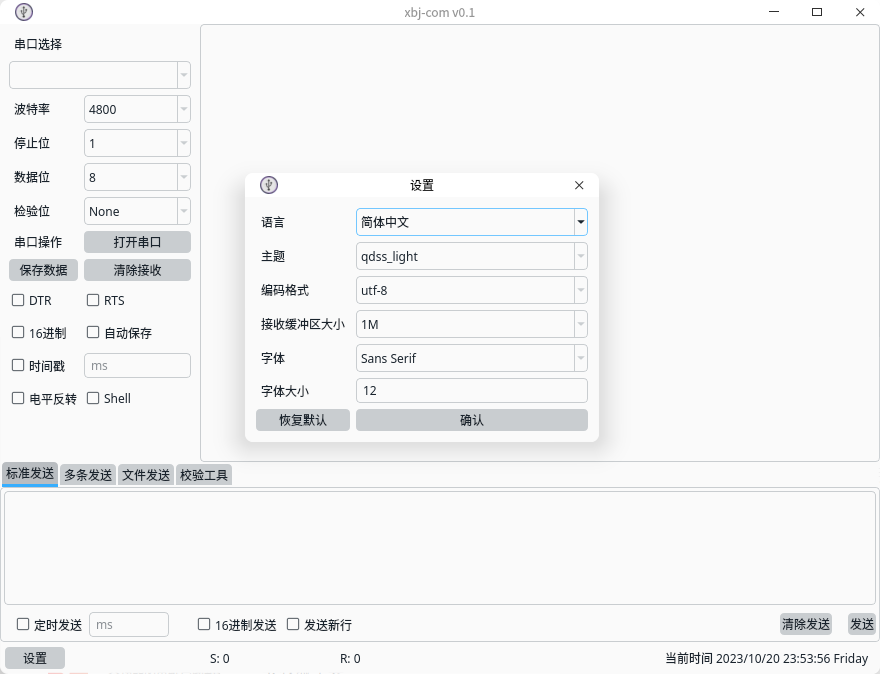 xbj-com v0.1
串口选择
波特率 4800
停止位 1
数据位 8
检验位 None
串口操作 打开串口
保存数据 清除接收
DTR RTS
16进制 自动保存
时间戳 ms
电平反转 Shell
设置
语言 简体中文
主题 qdss_light
编码格式 utf-8
接收缓冲区大小 1M
字体 Sans Serif
字体大小 12
恢复默认 确认
标准发送 多条发送 文件发送 校验工具
定时发送 ms 16进制发送 发送新行 清除发送 发送
设置 S: 0 R: 0 当前时间 2023/10/20 23:53:56 Friday